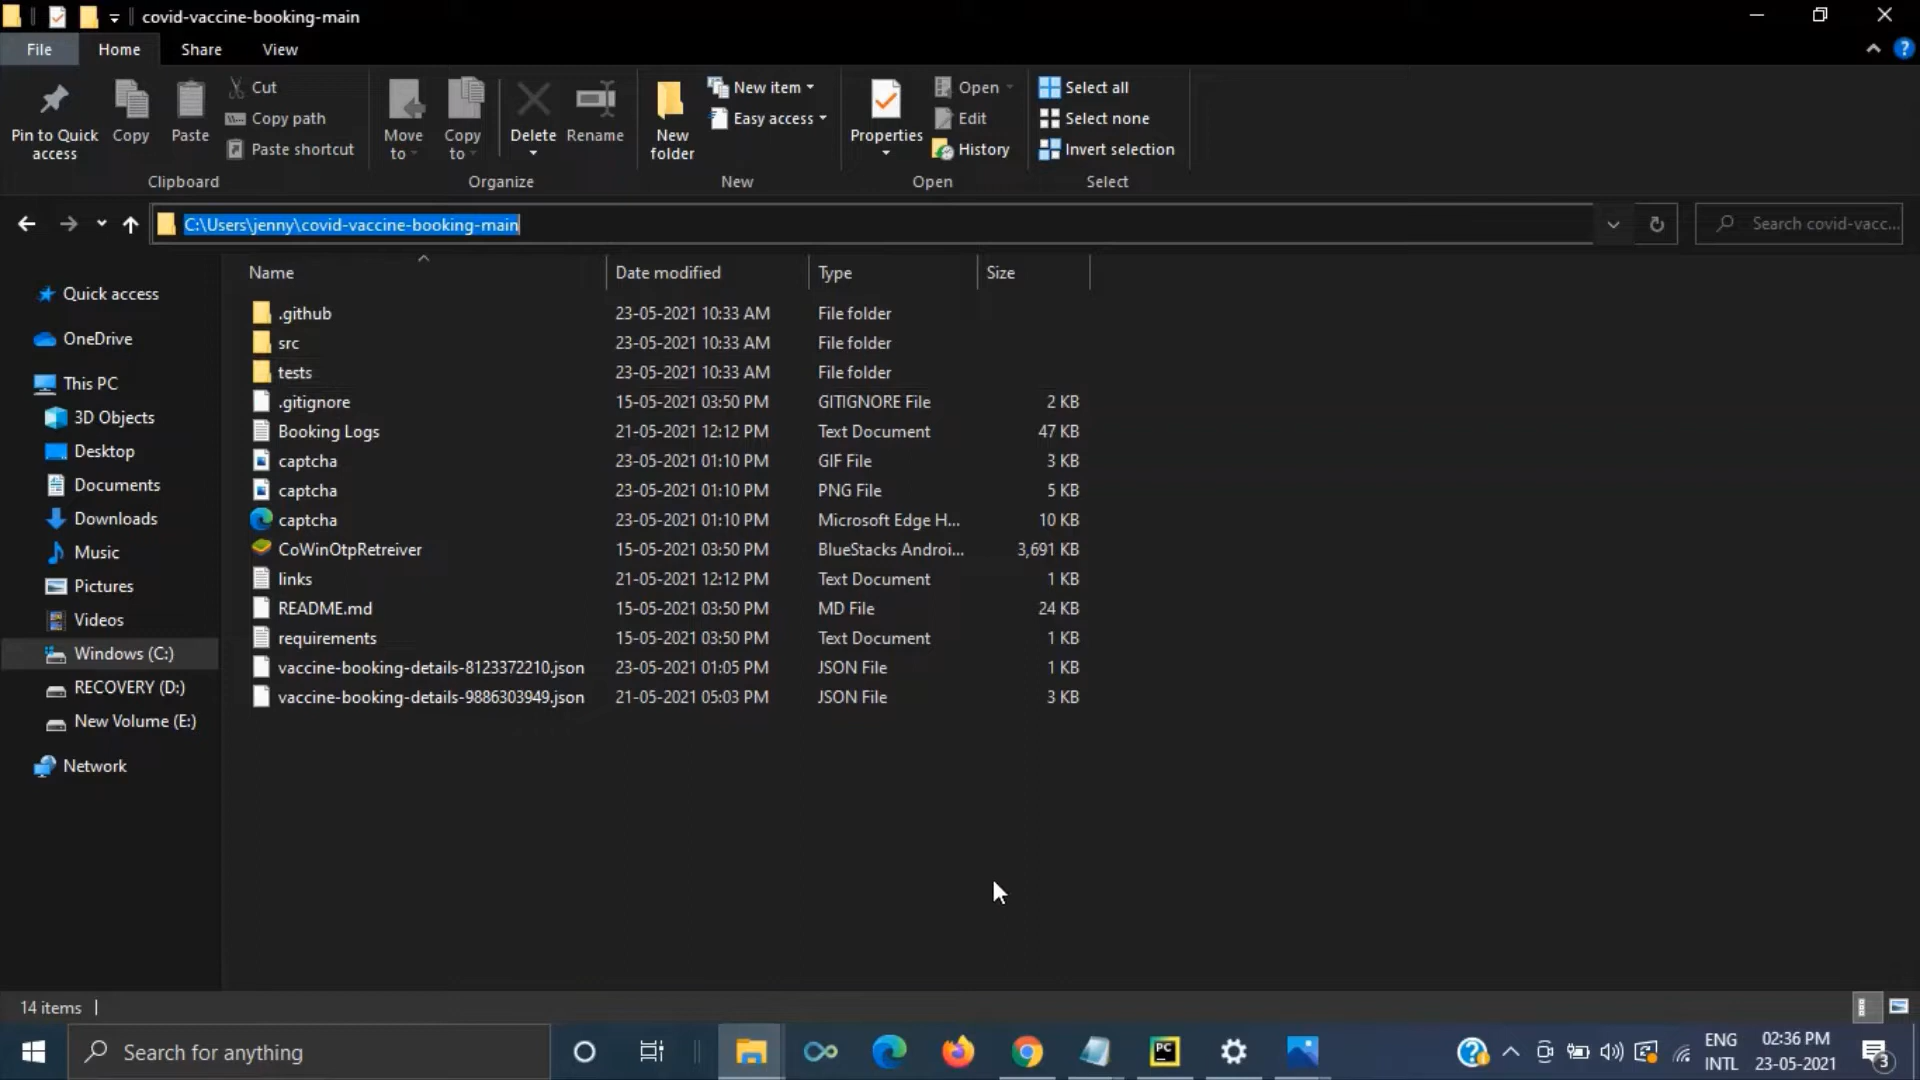 covid-vaccine-booking-main
File Home Share View
Pin to Quick access
Copy
Paste
Cut
Copy path
Paste shortcut
Move to
Copy to
Delete
Rename
New folder
New item
Easy access
Properties
Open
Edit
History
Select all
Select none
Invert selection
Clipboard Organize New Open Select
C:\Users\jenny\covid-vaccine-booking-main
Search covid-vacc...
Quick access
OneDrive
This PC
3D Objects
Desktop
Documents
Downloads
Music
Pictures
Videos
Windows (C:)
RECOVERY (D:)
New Volume (E:)
Network
Name Date modified Type Size
.github 23-05-2021 10:33 AM File folder
src 23-05-2021 10:33 AM File folder
tests 23-05-2021 10:33 AM File folder
.gitignore 15-05-2021 03:50 PM GITIGNORE File 2 KB
Booking Logs 21-05-2021 12:12 PM Text Document 47 KB
captcha 23-05-2021 01:10 PM GIF File 3 KB
captcha 23-05-2021 01:10 PM PNG File 5 KB
captcha 23-05-2021 01:10 PM Microsoft Edge H... 10 KB
CoWinOtpRetreiver 15-05-2021 03:50 PM BlueStacks Androi... 3,691 KB
links 21-05-2021 12:12 PM Text Document 1 KB
README.md 15-05-2021 03:50 PM MD File 24 KB
requirements 15-05-2021 03:50 PM Text Document 1 KB
vaccine-booking-details-8123372210.json 23-05-2021 01:05 PM JSON File 1 KB
vaccine-booking-details-9886303949.json 21-05-2021 05:03 PM JSON File 3 KB
14 items
Search for anything
PC
ENG
INTL
02:36 PM
23-05-2021
3